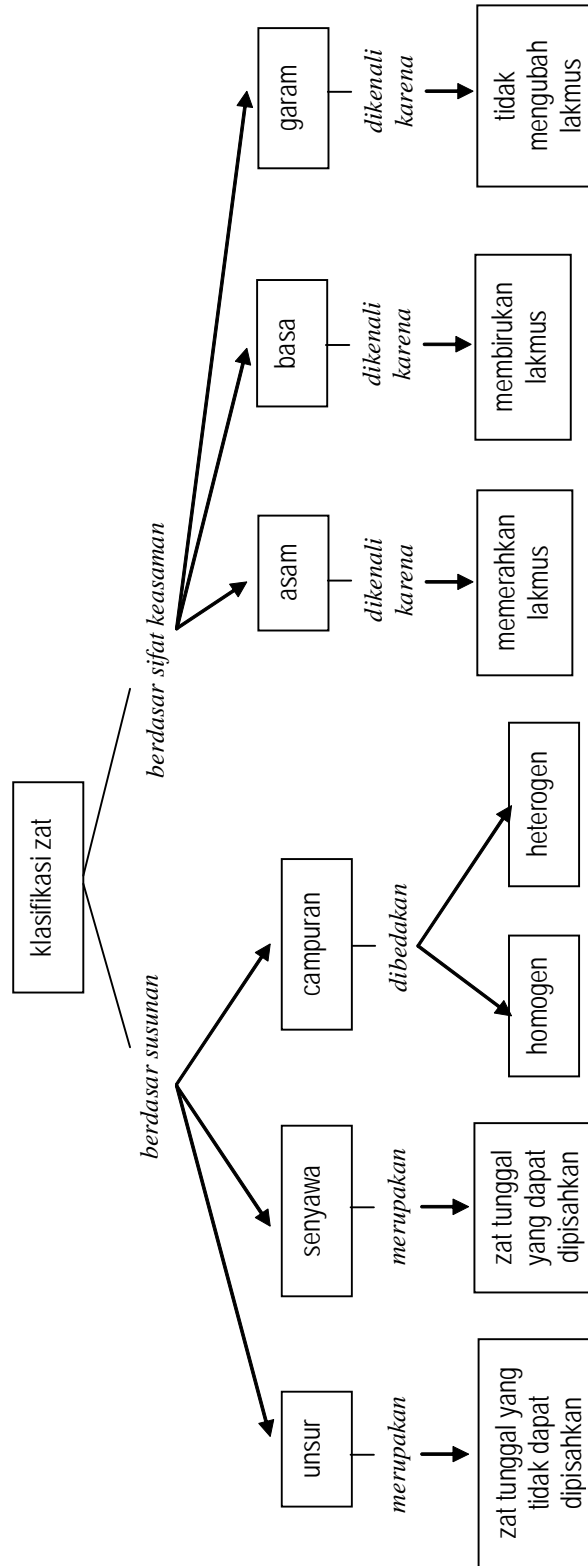 klasifikasi zat
berdasar susunan
berdasar sifat keasaman
unsur
senyawa
campuran
asam
basa
garam
merupakan
merupakan
dibedakan
dikenali
karena
dikenali
karena
dikenali
karena
zat tunggal yang
tidak dapat
dipisahkan
zat tunggal
yang dapat
dipisahkan
homogen
heterogen
memerahkan
lakmus
membirukan
lakmus
tidak
mengubah
lakmus